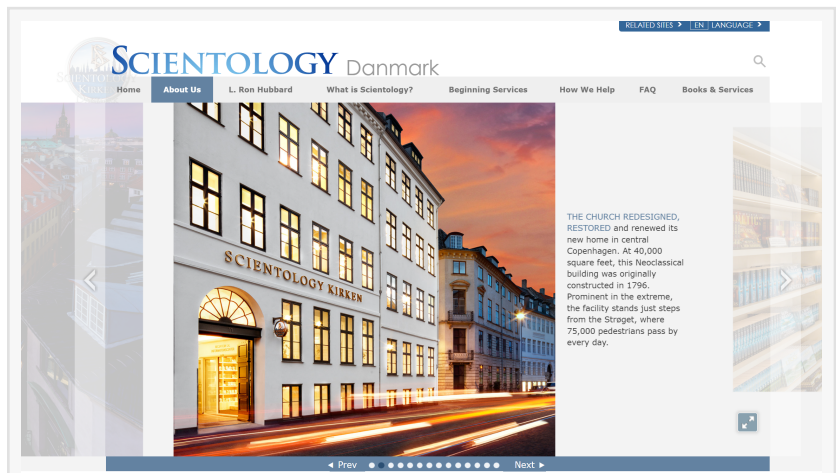 RELATED SITES > EN LANGUAGE >
SCIENTOLOGY Danmark
Home About Us L. Ron Hubbard What is Scientology? Beginning Services How We Help FAQ Books & Services
THE CHURCH REDESIGNED,
RESTORED and renewed its
new home in central
Copenhagen. At 40,000
square feet, this Neoclassical
building was originally
constructed in 1796.
Prominent in the extreme,
the facility stands just steps
from the Strøget, where
75,000 pedestrians pass by
every day.
SCIENTOLOGY KIRKEN
Prev Next